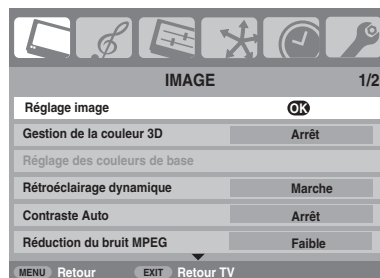 IMAGE 1/2
Réglage image OK
Gestion de la couleur 3D Arrêt
Réglage des couleurs de base
Rétroéclairage dynamique Marche
Contraste Auto Arrêt
Réduction du bruit MPEG Faible
MENU Retour EXIT Retour TV